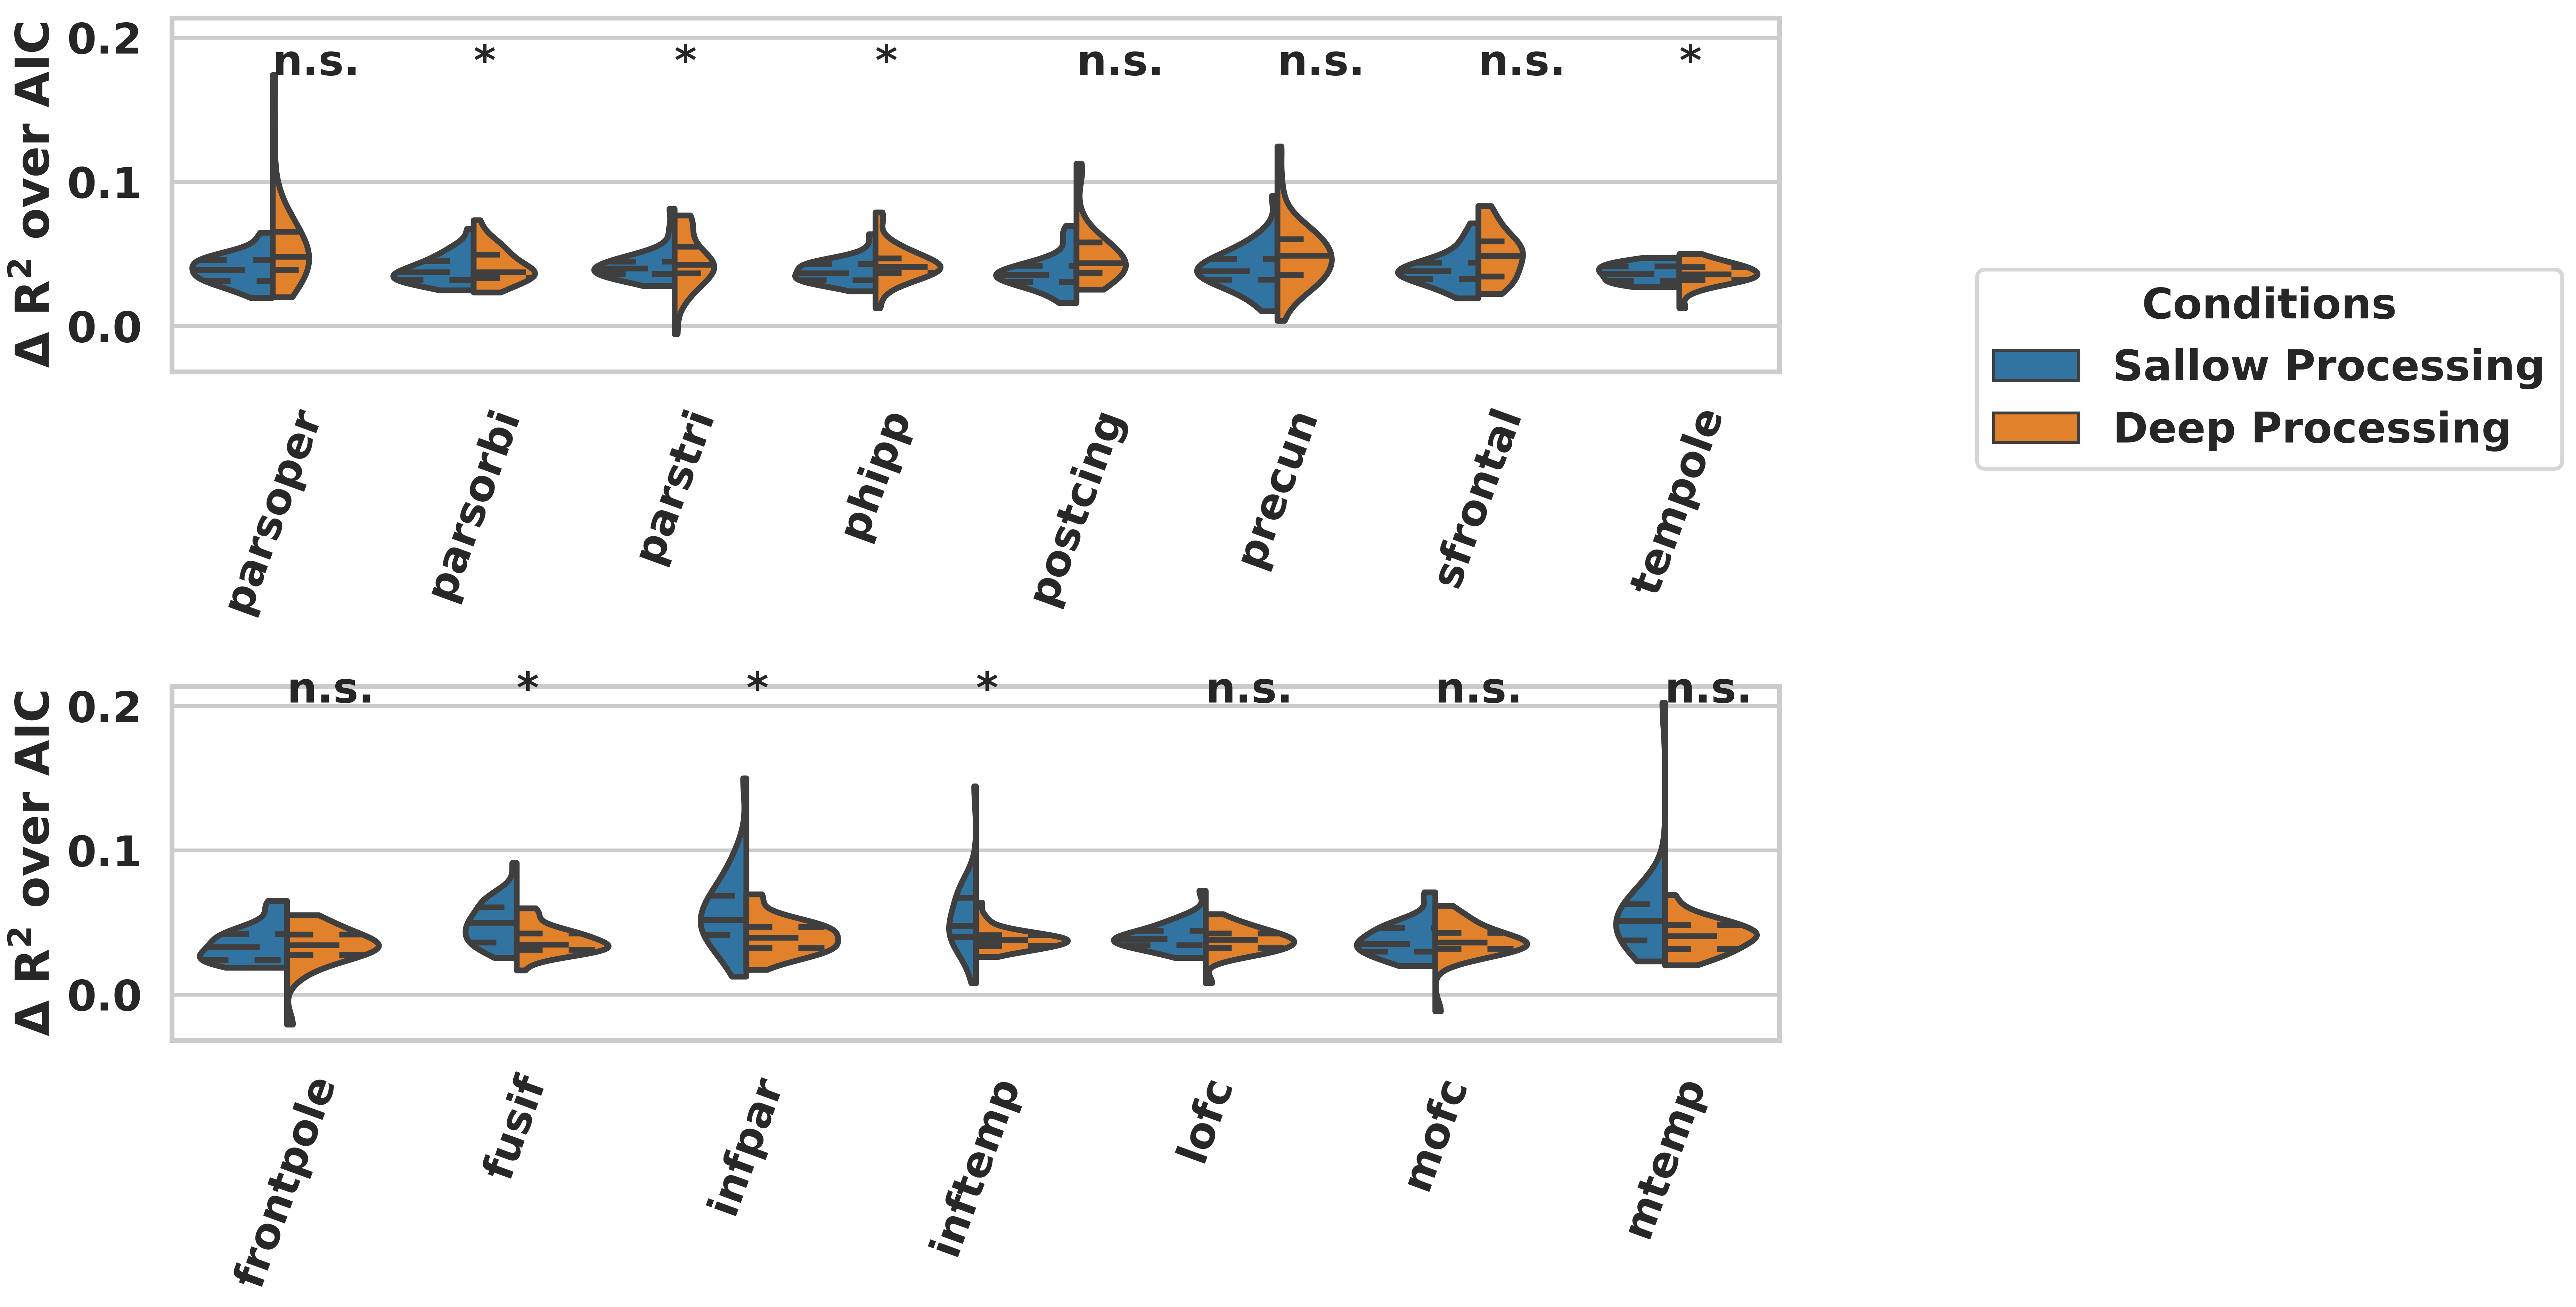 Δ R² over AIC
0.2
0.1
0.0
n.s. * * * n.s. n.s. n.s. *
parsoper parsorbi parstri phipp postcing precun sfrontal tempole
Conditions
Sallow Processing
Deep Processing
Δ R² over AIC
0.2
0.1
0.0
n.s. * * * n.s. n.s. n.s.
frontpole fusif infpar inftemp lofc mofc mtemp